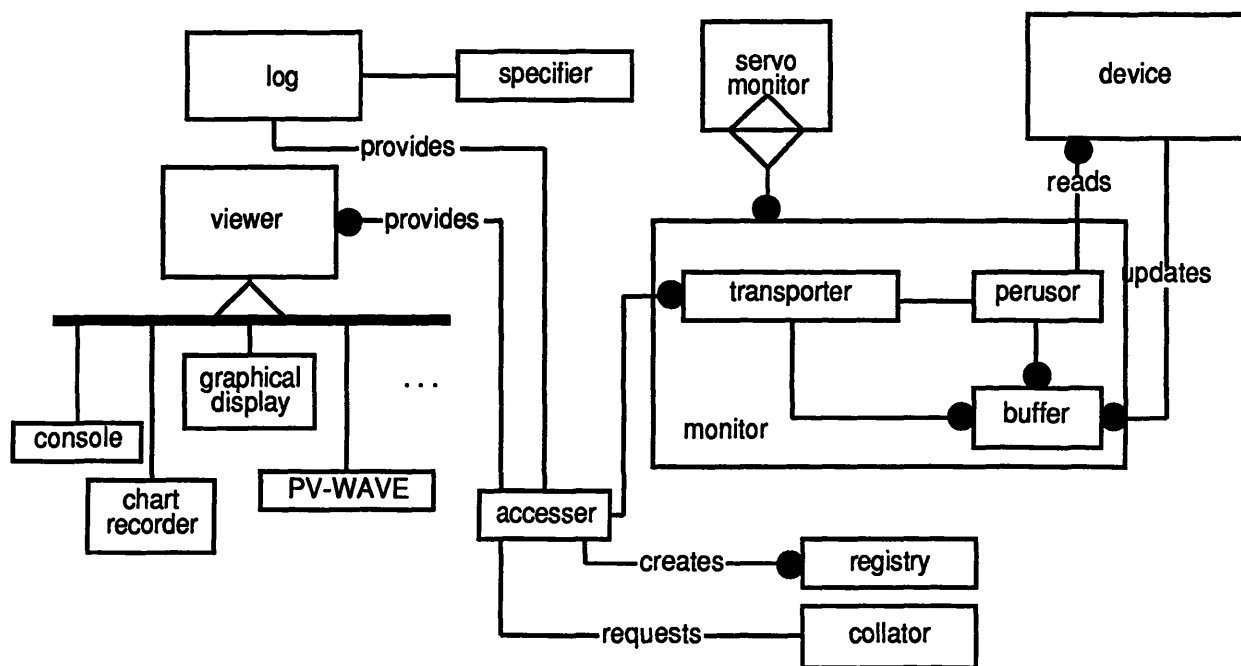 log
specifier
servo
monitor
device
provides
viewer
provides
reads
transporter
perusor
updates
graphical
display
...
console
monitor
buffer
PV-WAVE
chart
recorder
accesser
creates
registry
requests
collator